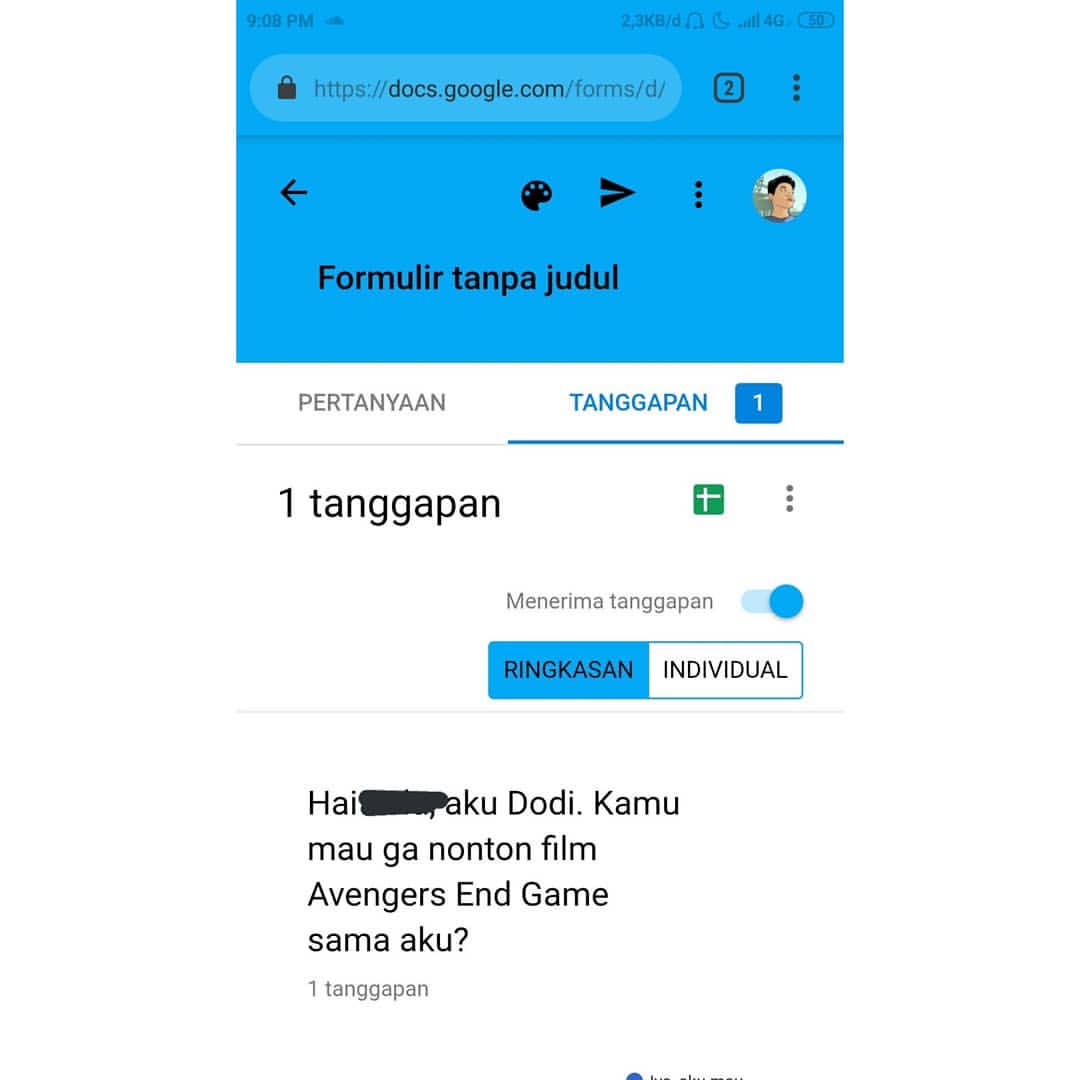 9:08 PM
2,3KB/d 4G 50
https://docs.google.com/forms/d/
2
Formulir tanpa judul
PERTANYAAN
TANGGAPAN 1
1 tanggapan
Menerima tanggapan
RINGKASAN INDIVIDUAL
Hai , aku Dodi. Kamu
mau ga nonton film
Avengers End Game
sama aku?
1 tanggapan